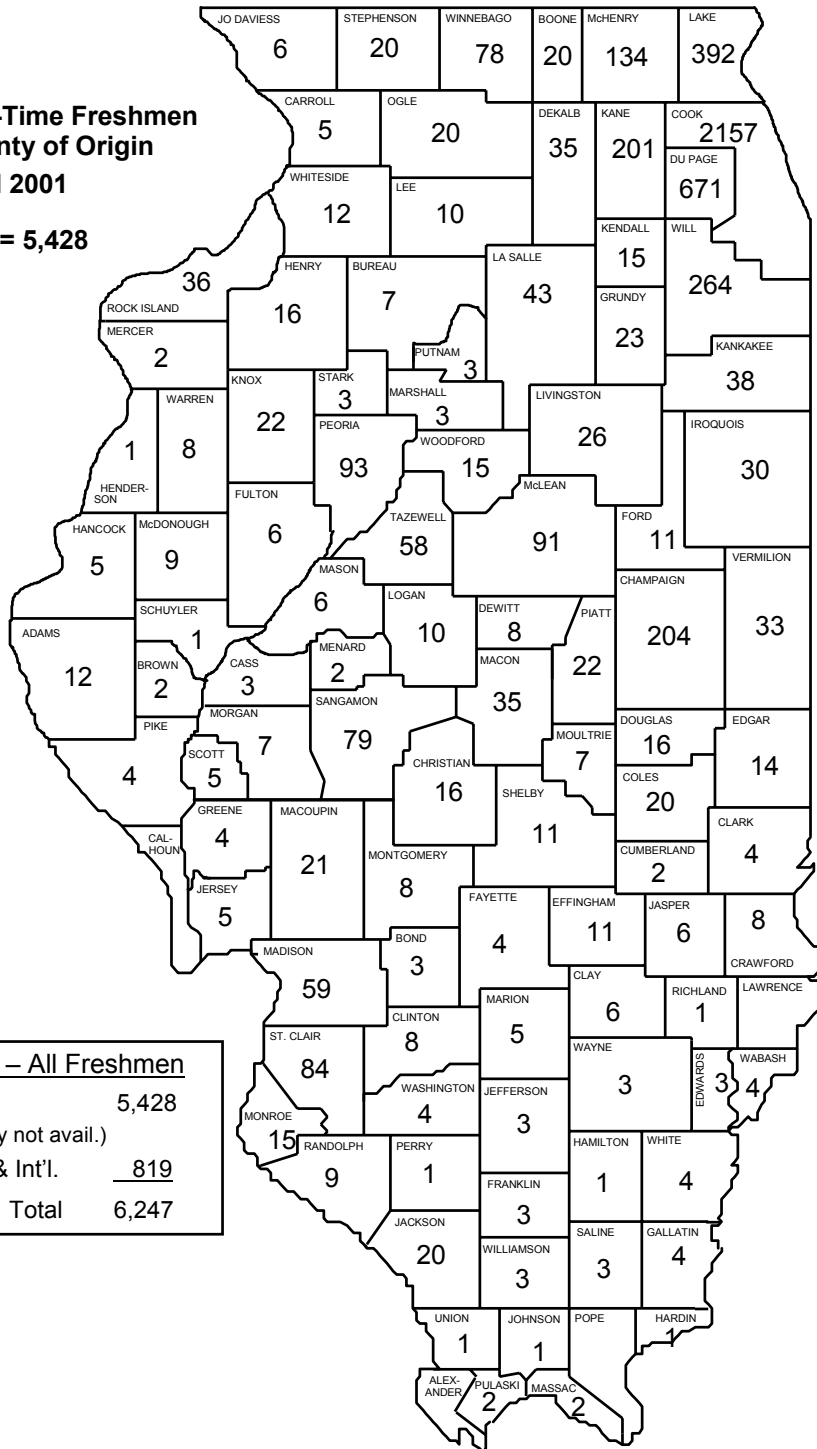 JO DAVIESS
6
STEPHENSON
20
WINNEBAGO
78
BOONE
20
McHENRY
134
LAKE
392
-Time Freshmen
nty of Origin
2001
= 5,428
CARROLL
5
OGLE
20
DEKALB
35
KANE
201
COOK
2157
DU PAGE
671
WHITESIDE
12
LEE
10
KENDALL
15
WILL
264
36
ROCK ISLAND
HENRY
16
BUREAU
7
LA SALLE
43
GRUNDY
23
MERCER
2
PUTNAM
3
KANKAKEE
38
KNOX
22
STARK
3
MARSHALL
3
LIVINGSTON
26
WARREN
8
1
HENDER-
SON
PEORIA
93
WOODFORD
15
IROQUOIS
30
McLEAN
91
FULTON
6
TAZEWELL
58
FORD
11
HANCOCK
5
McDONOUGH
9
VERMILION
33
MASON
6
CHAMPAIGN
204
LOGAN
10
DEWITT
8
PIATT
22
SCHUYLER
1
ADAMS
12
BROWN
2
CASS
3
MENARD
2
MACON
35
SANGAMON
79
MORGAN
7
PIKE
4
SCOTT
5
DOUGLAS
16
EDGAR
14
MOULTRIE
7
CHRISTIAN
16
COLES
20
SHELBY
11
GREENE
4
MACOUPIN
21
CLARK
4
CAL-
HOUN
MONTGOMERY
8
CUMBERLAND
2
JERSEY
5
FAYETTE
4
EFFINGHAM
11
JASPER
6
8
CRAWFORD
BOND
3
MADISON
59
CLAY
6
RICHLAND
1
LAWRENCE
MARION
5
CLINTON
8
ST. CLAIR
84
WAYNE
3
EDWARDS
3
WABASH
4
WASHINGTON
4
JEFFERSON
3
– All Freshmen
5,428
y not avail.)
& Int'l. 819
Total 6,247
MONROE
15
RANDOLPH
9
PERRY
1
HAMILTON
1
WHITE
4
FRANKLIN
3
JACKSON
20
WILLIAMSON
3
SALINE
3
GALLATIN
4
UNION
1
JOHNSON
1
POPE
HARDIN
1
ALEX-
ANDER
PULASKI
2
MASSAC
2